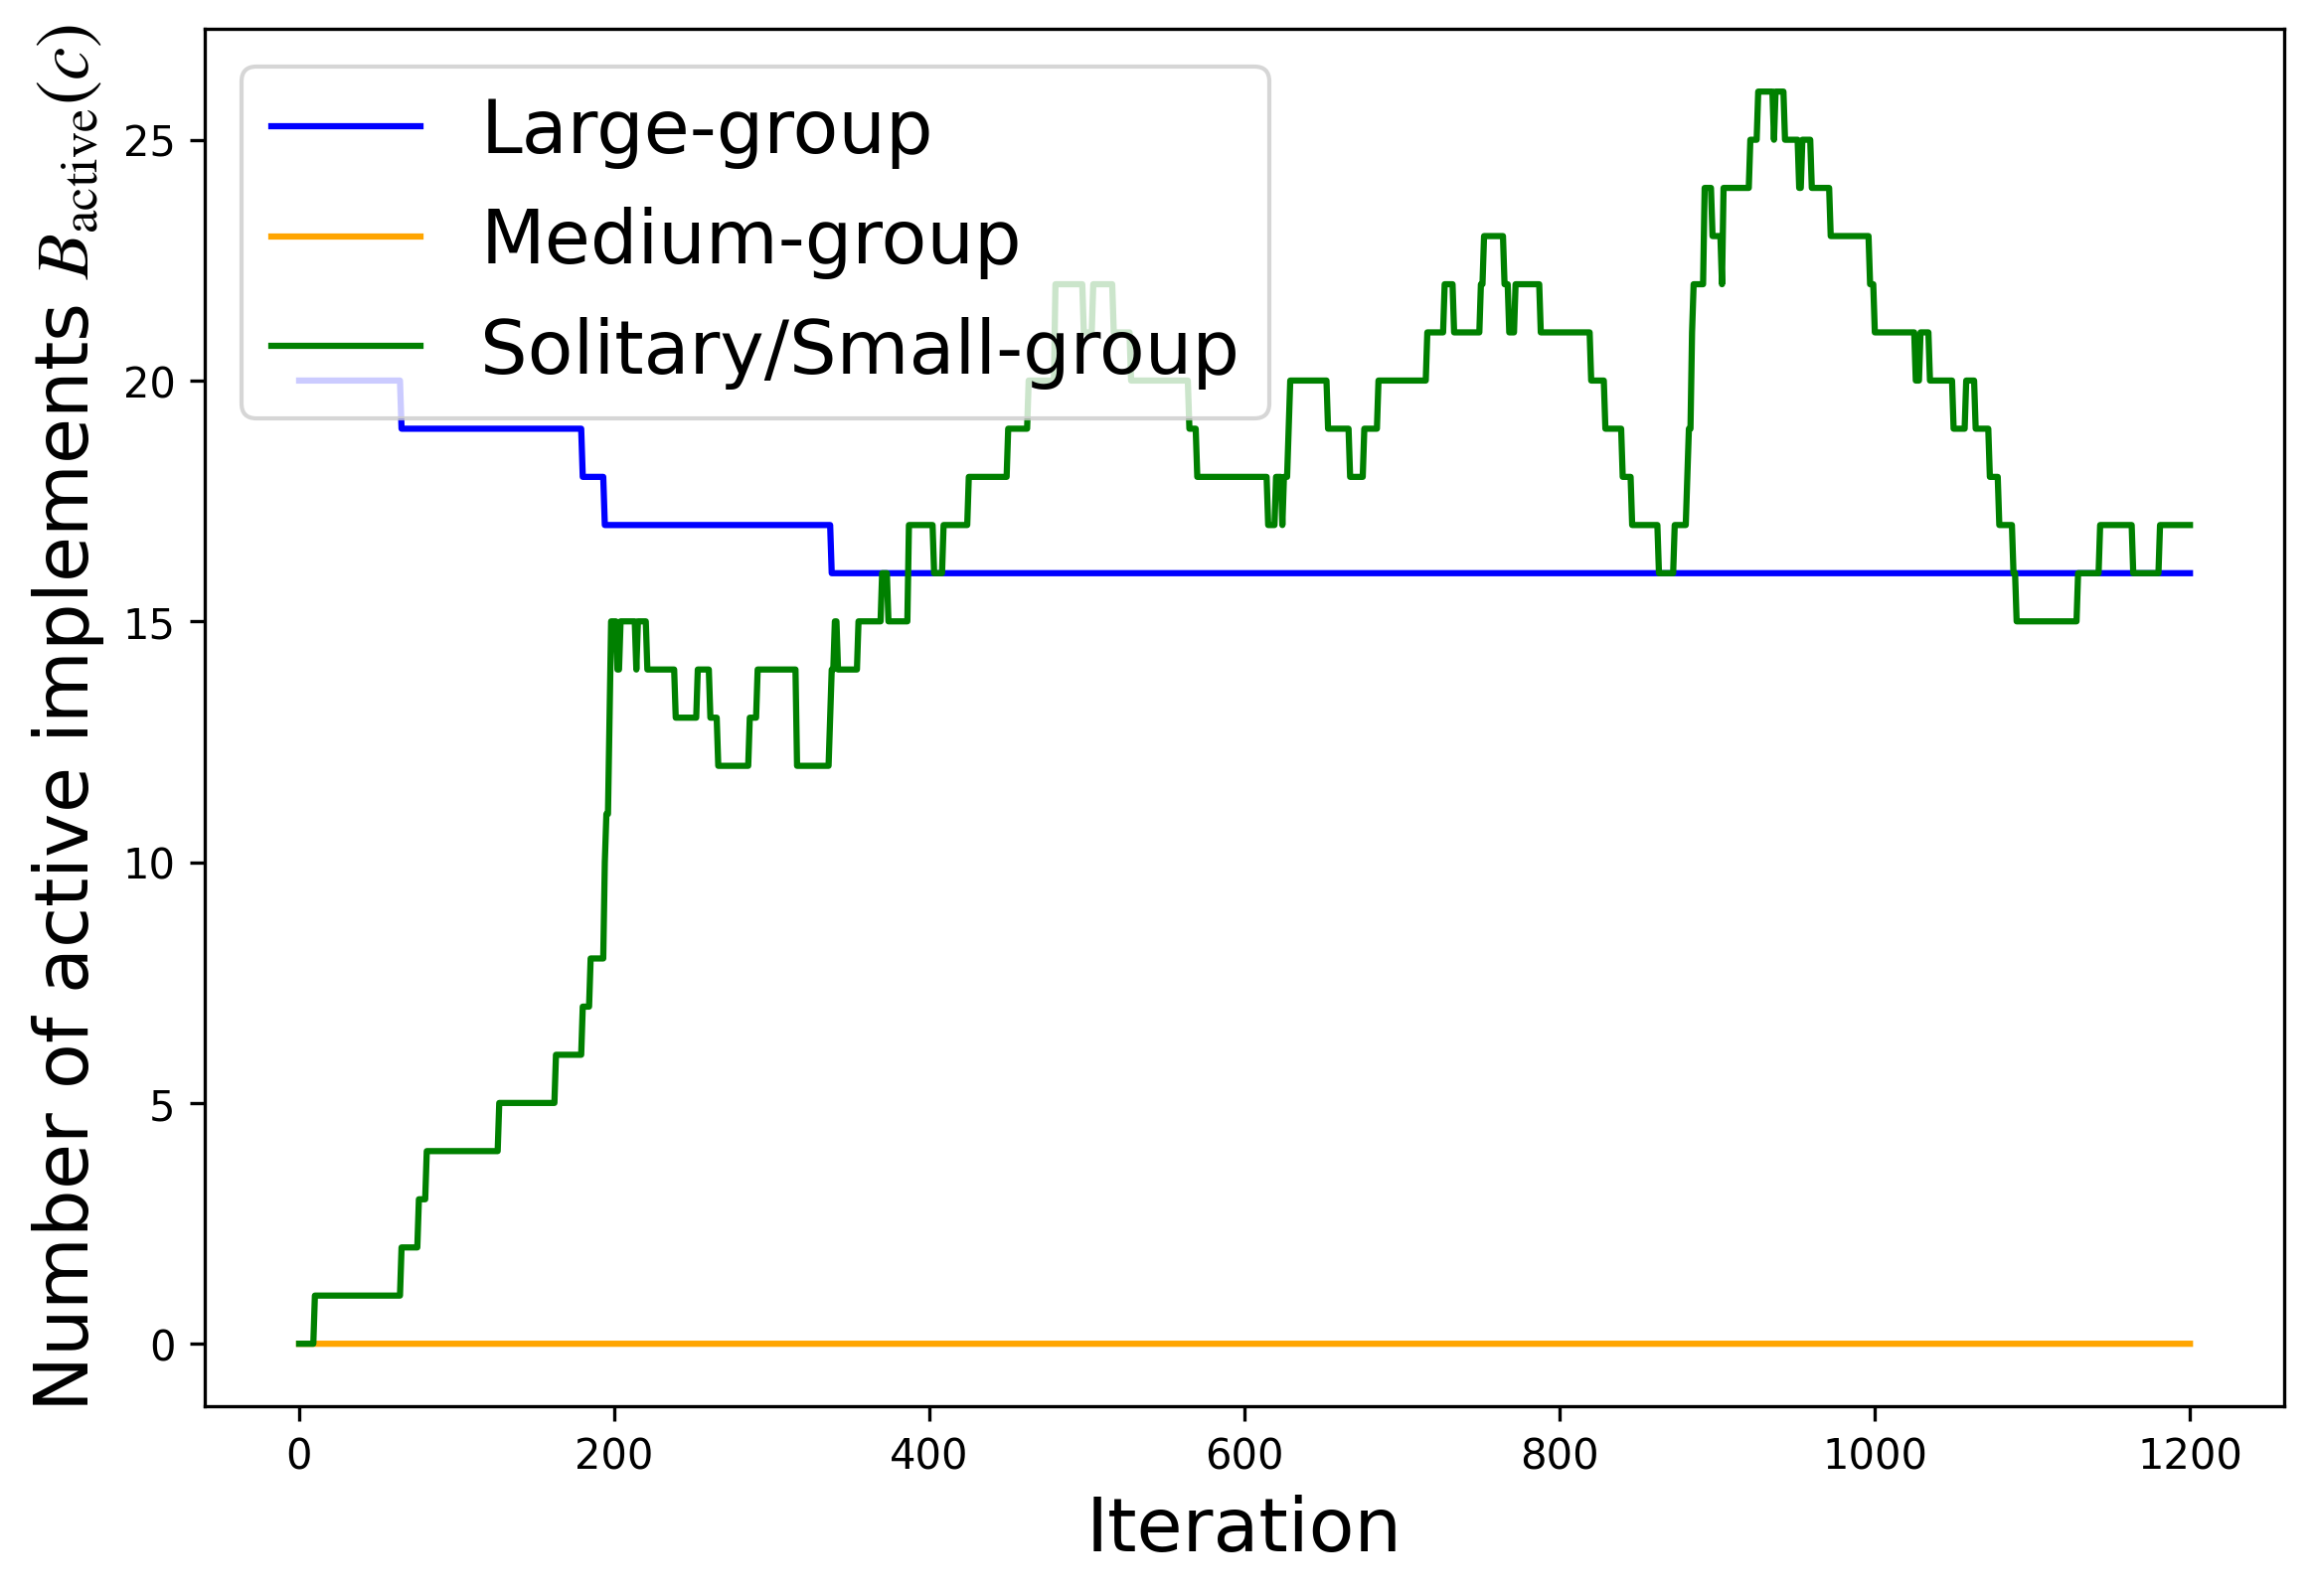 Number of active implements B_active(c)
25
20
15
10
5
0
Large-group
Medium-group
Solitary/Small-group
0 200 400 600 800 1000 1200
Iteration